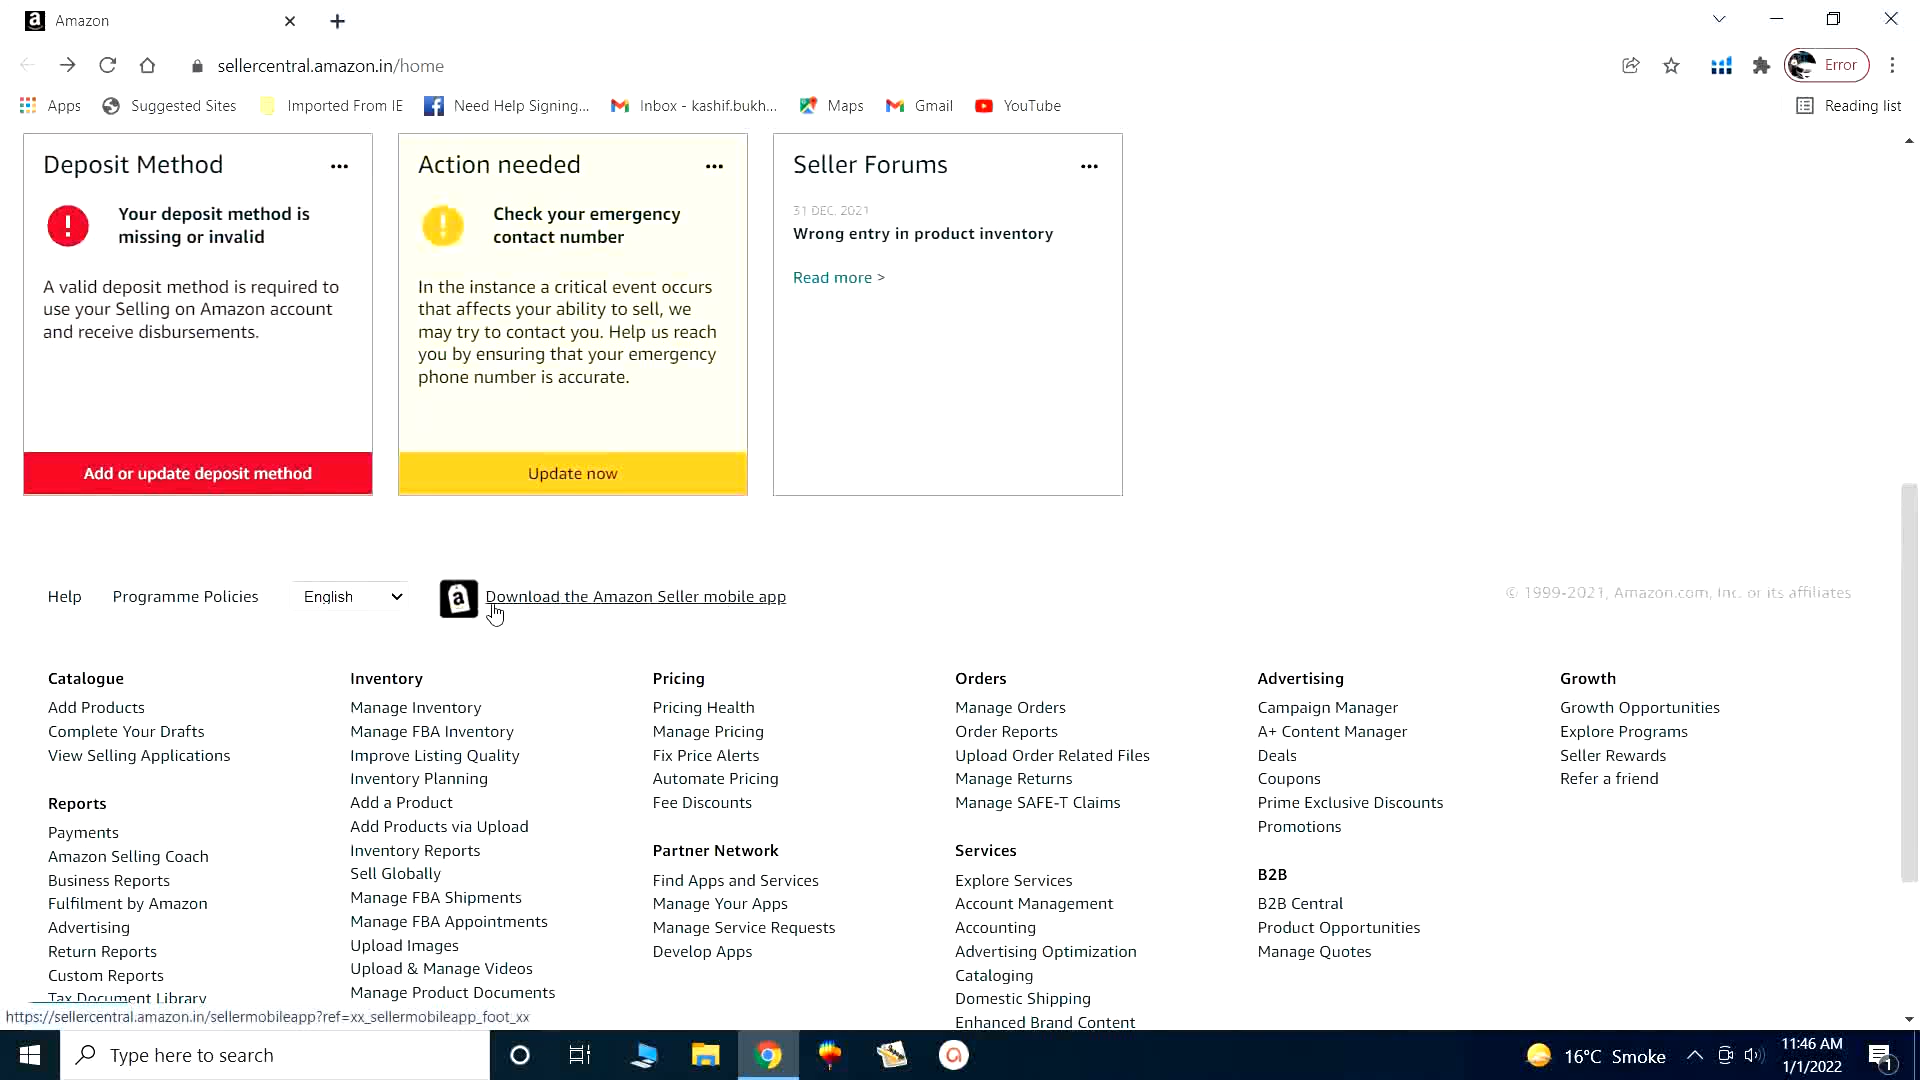 Amazon
sellercentral.amazon.in/home
Error
Apps Suggested Sites Imported From IE Need Help Signing... Inbox - kashif.bukh... Maps Gmail YouTube Reading list
Deposit Method
Your deposit method is
missing or invalid
A valid deposit method is required to
use your Selling on Amazon account
and receive disbursements.
Add or update deposit method
Action needed
Check your emergency
contact number
In the instance a critical event occurs
that affects your ability to sell, we
may try to contact you. Help us reach
you by ensuring that your emergency
phone number is accurate.
Update now
Seller Forums
31 DEC, 2021
Wrong entry in product inventory
Read more >
Help Programme Policies English Download the Amazon Seller mobile app
© 1999-2021, Amazon.com, Inc. or its affiliates
Catalogue
Add Products
Complete Your Drafts
View Selling Applications
Reports
Payments
Amazon Selling Coach
Business Reports
Fulfilment by Amazon
Advertising
Return Reports
Custom Reports
Tax Document Library
Inventory
Manage Inventory
Manage FBA Inventory
Improve Listing Quality
Inventory Planning
Add a Product
Add Products via Upload
Inventory Reports
Sell Globally
Manage FBA Shipments
Manage FBA Appointments
Upload Images
Upload & Manage Videos
Manage Product Documents
Pricing
Pricing Health
Manage Pricing
Fix Price Alerts
Automate Pricing
Fee Discounts
Partner Network
Find Apps and Services
Manage Your Apps
Manage Service Requests
Develop Apps
Orders
Manage Orders
Order Reports
Upload Order Related Files
Manage Returns
Manage SAFE-T Claims
Services
Explore Services
Account Management
Accounting
Advertising Optimization
Cataloging
Domestic Shipping
Enhanced Brand Content
Advertising
Campaign Manager
A+ Content Manager
Deals
Coupons
Prime Exclusive Discounts
Promotions
B2B
B2B Central
Product Opportunities
Manage Quotes
Growth
Growth Opportunities
Explore Programs
Seller Rewards
Refer a friend
https://sellercentral.amazon.in/sellermobileapp?ref=xx_sellermobileapp_foot_xx
Type here to search
16°C Smoke
11:46 AM
1/1/2022
1